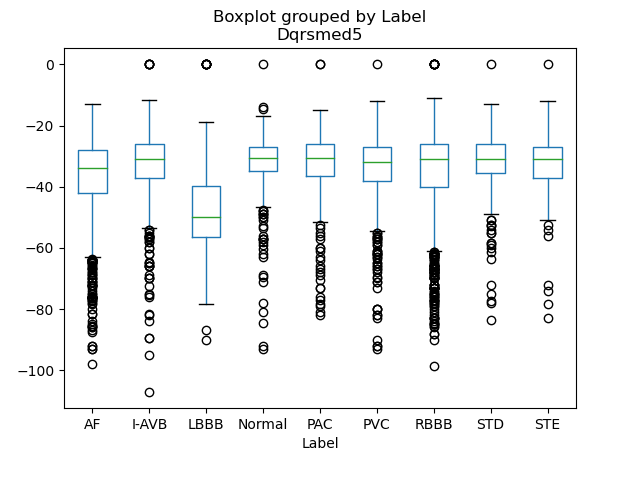 Boxplot grouped by Label
Dqrsmed5
0
−20
−40
−60
−80
−100
AF I-AVB LBBB Normal PAC PVC RBBB STD STE
Label